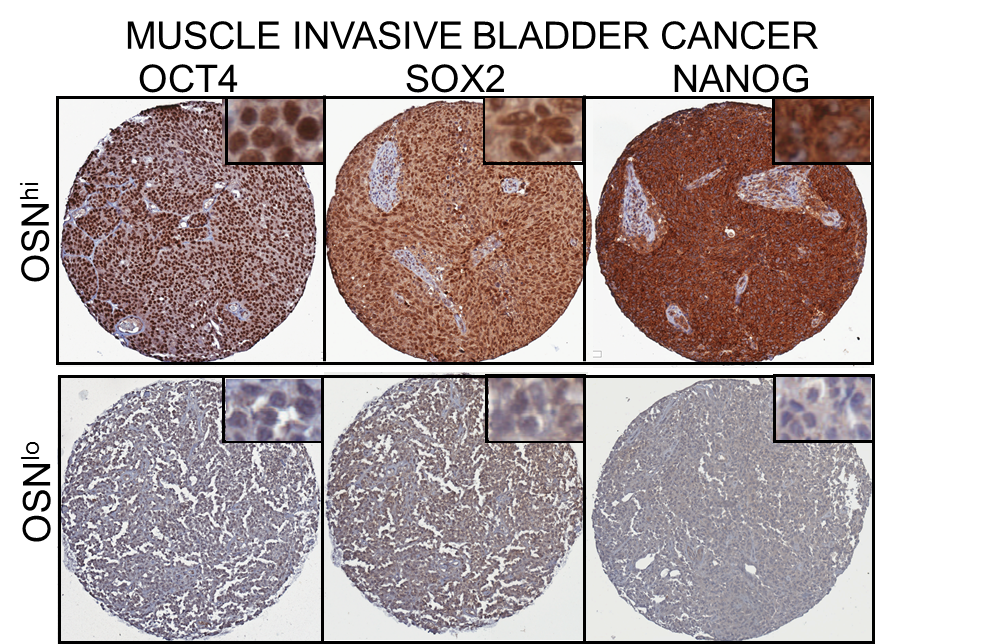 MUSCLE INVASIVE BLADDER CANCER
OCT4 SOX2 NANOG
OSNhi
OSNlo